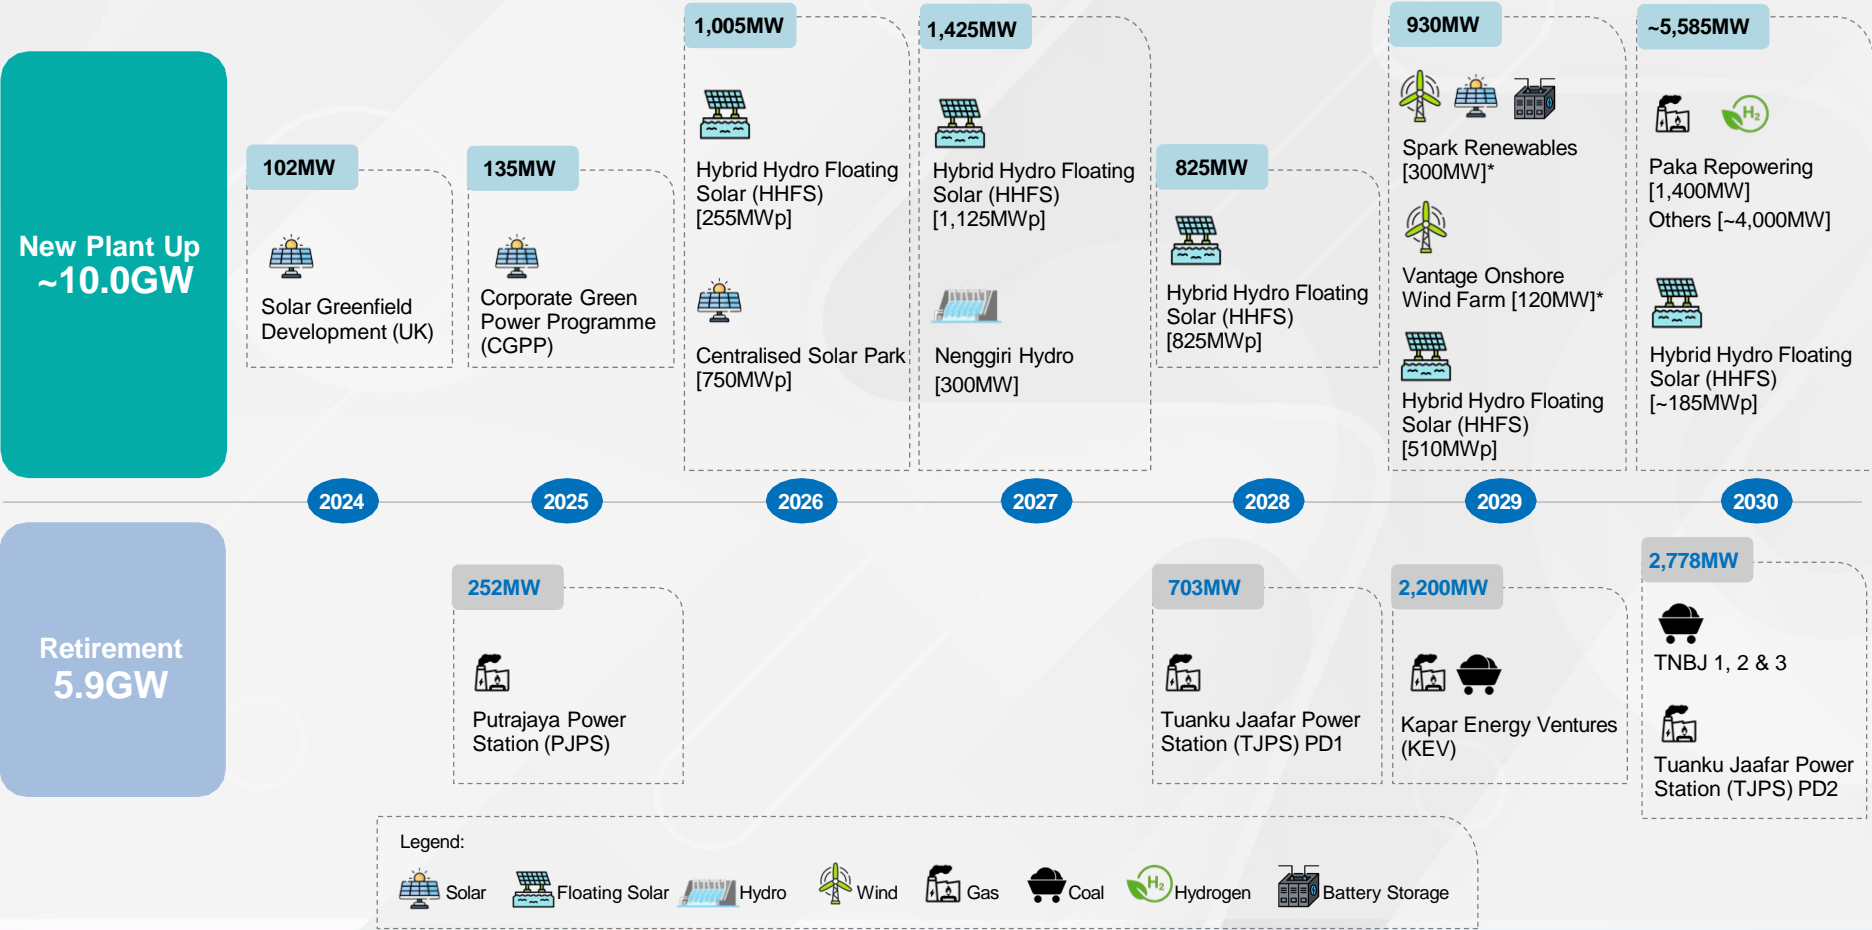 New Plant Up
~10.0GW
102MW
Solar Greenfield
Development (UK)
135MW
Corporate Green
Power Programme
(CGPP)
1,005MW
Hybrid Hydro Floating
Solar (HHFS)
[255MWp]
Centralised Solar Park
[750MWp]
1,425MW
Hybrid Hydro Floating
Solar (HHFS)
[1,125MWp]
Nenggiri Hydro
[300MW]
825MW
Hybrid Hydro Floating
Solar (HHFS)
[825MWp]
930MW
Spark Renewables
[300MW]*
Vantage Onshore
Wind Farm [120MW]*
Hybrid Hydro Floating
Solar (HHFS)
[510MWp]
~5,585MW
H₂
Paka Repowering
[1,400MW]
Others [~4,000MW]
Hybrid Hydro Floating
Solar (HHFS)
[~185MWp]
2024
2025
2026
2027
2028
2029
2030
Retirement
5.9GW
252MW
Putrajaya Power
Station (PJPS)
703MW
Tuanku Jaafar Power
Station (TJPS) PD1
2,200MW
Kapar Energy Ventures
(KEV)
2,778MW
TNBJ 1, 2 & 3
Tuanku Jaafar Power
Station (TJPS) PD2
Legend:
Solar
Floating Solar
Hydro
Wind
Gas
Coal
H₂
Hydrogen
Battery Storage